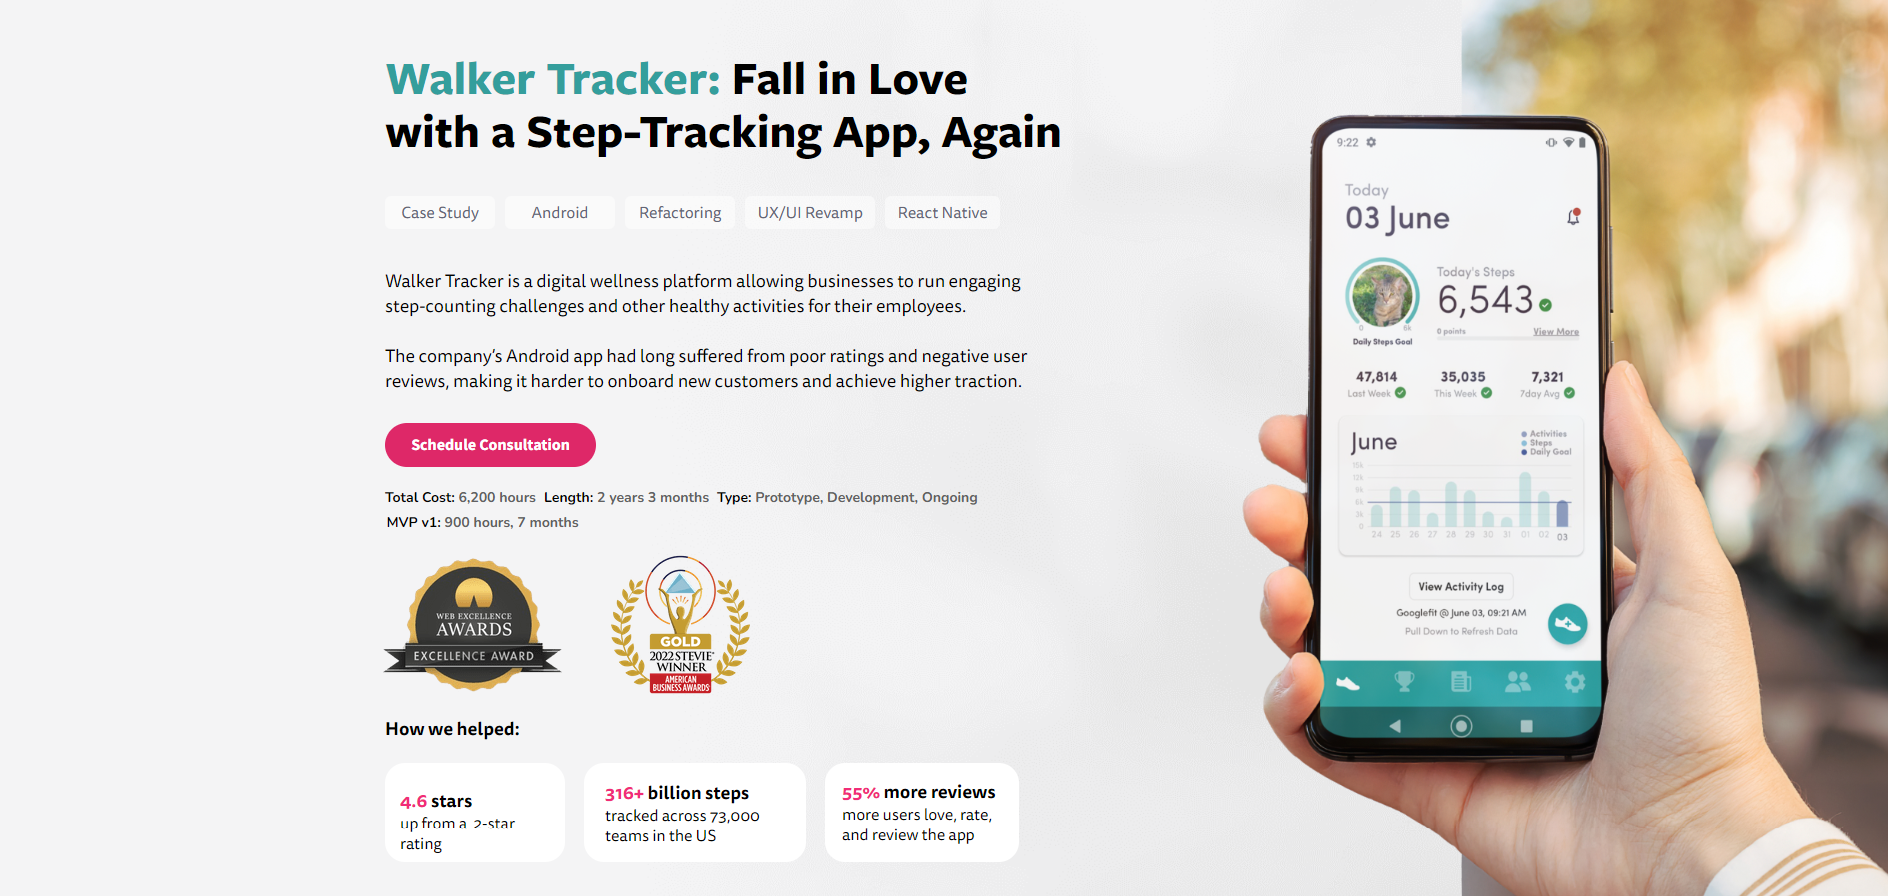 Walker Tracker: Fall in Love
with a Step-Tracking App, Again
Case Study
Android
Refactoring
UX/UI Revamp
React Native
Walker Tracker is a digital wellness platform allowing businesses to run engaging
step-counting challenges and other healthy activities for their employees.
The company's Android app had long suffered from poor ratings and negative user
reviews, making it harder to onboard new customers and achieve higher traction.
Schedule Consultation
Total Cost: 6,200 hours Length: 2 years 3 months Type: Prototype, Development, Ongoing
MVP v1: 900 hours, 7 months
WEB EXCELLENCE
AWARDS
EXCELLENCE AWARD
GOLD
2022 STEVIE®
WINNER
AMERICAN
BUSINESS AWARDS
How we helped:
4.6 stars
up from a 2-star
rating
316+ billion steps
tracked across 73,000
teams in the US
55% more reviews
more users love, rate,
and review the app
9:22
Today
03 June
Today's Steps
6,543
0 6k
0 points View More
Daily Steps Goal
47,814 35,035 7,321
Last Week This Week 7day Avg
June
Activities
Steps
Daily Goal
15k
12k
9k
6k
3k
0
24 25 26 27 28 29 30 31 01 02 03
View Activity Log
Googlefit @ June 03, 09:21 AM
Pull Down to Refresh Data